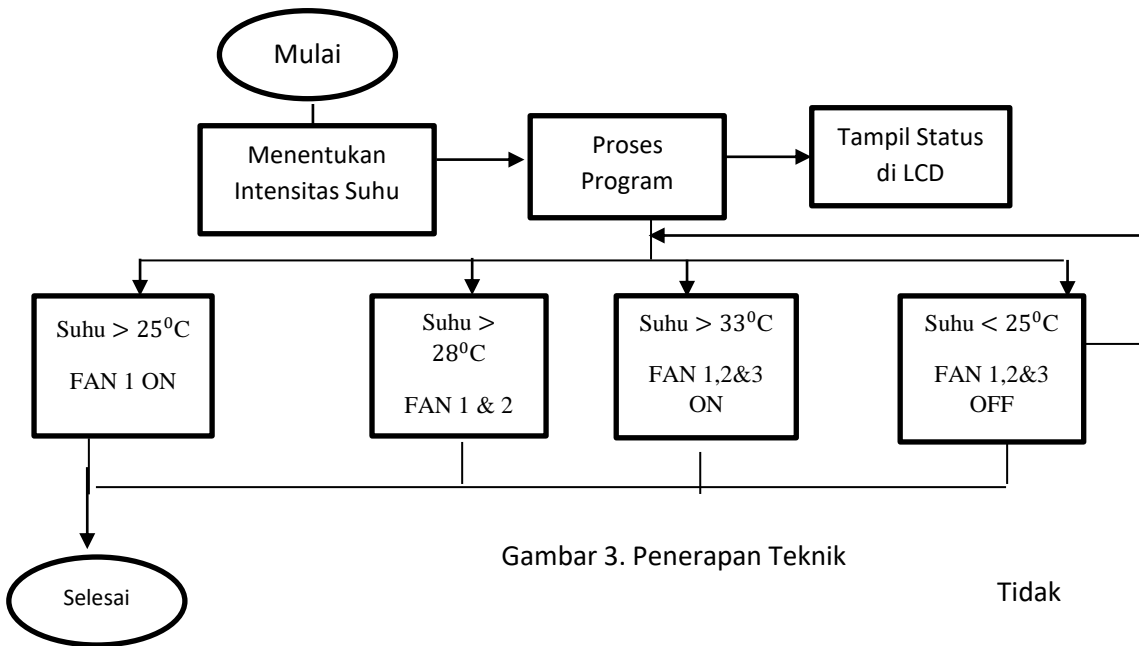 Mulai
Menentukan
Intensitas Suhu
Proses
Program
Tampil Status
di LCD
Suhu > 25⁰C
FAN 1 ON
Suhu >
28⁰C
FAN 1 & 2
Suhu > 33⁰C
FAN 1,2&3
ON
Suhu < 25⁰C
FAN 1,2&3
OFF
Gambar 3. Penerapan Teknik
Tidak
Selesai